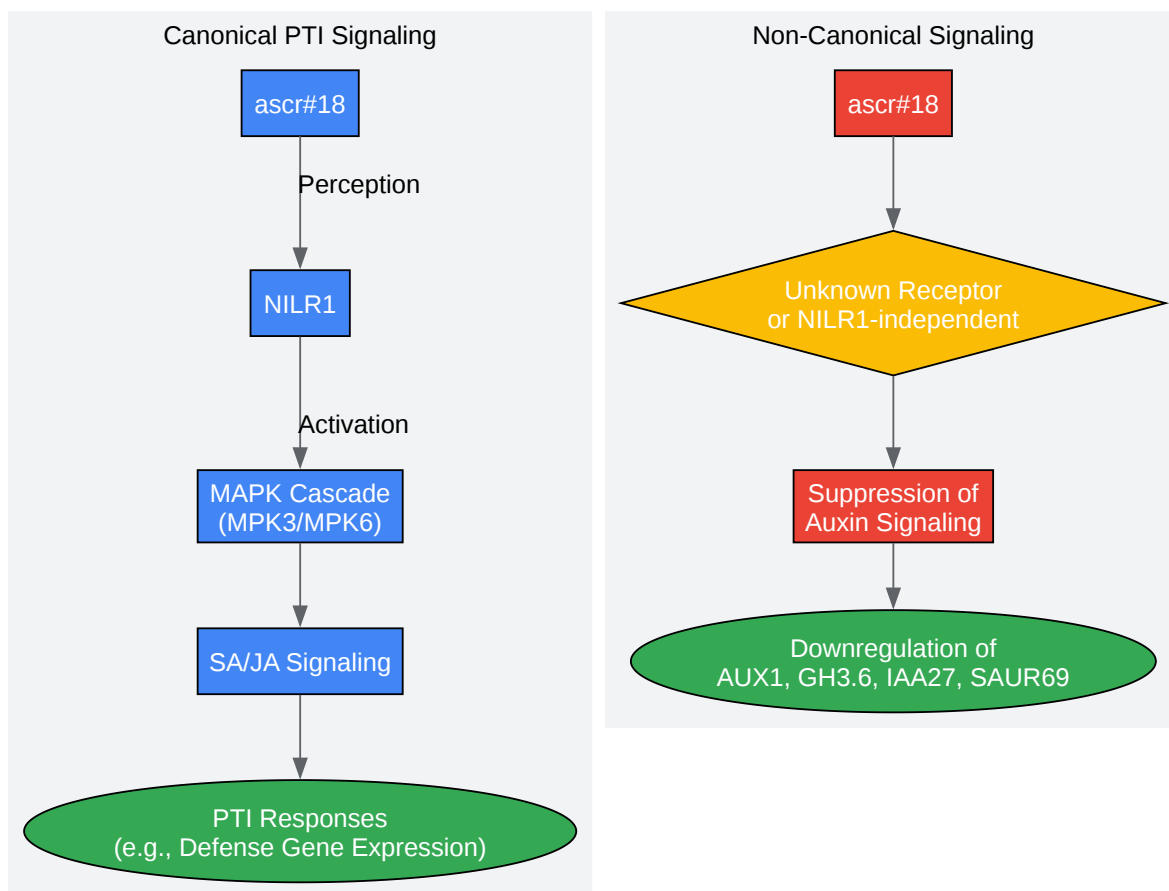 Canonical PTI Signaling
ascr#18
Perception
NILR1
Activation
MAPK Cascade
(MPK3/MPK6)
SA/JA Signaling
PTI Responses
(e.g., Defense Gene Expression)
Non-Canonical Signaling
ascr#18
Unknown Receptor
or NILR1-independent
Suppression of
Auxin Signaling
Downregulation of
AUX1, GH3.6, IAA27, SAUR69